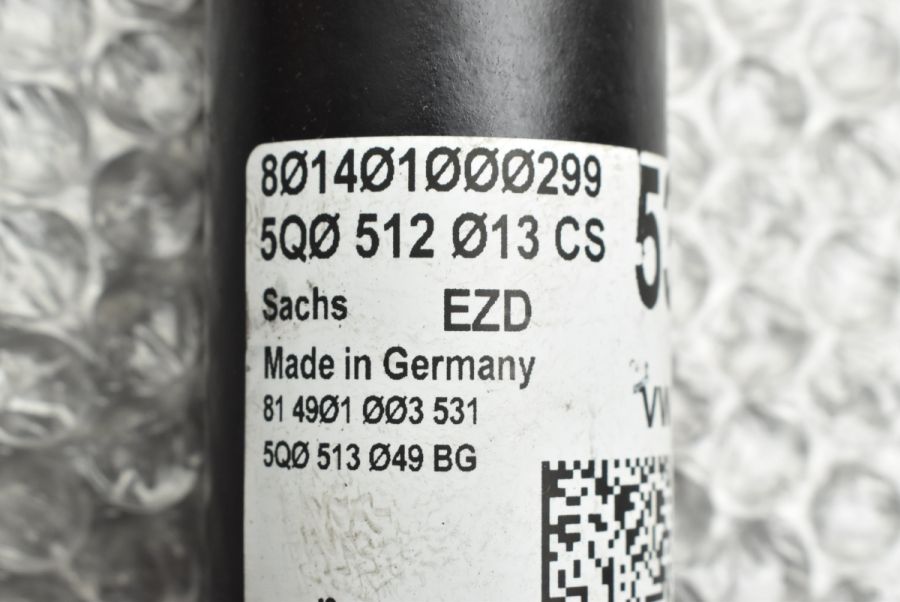 8Ø14Ø1ØØØ299
5QØ 512 Ø13 CS
Sachs EZD
Made in Germany
81 49Ø1 ØØ3 531
5QØ 513 Ø49 BG